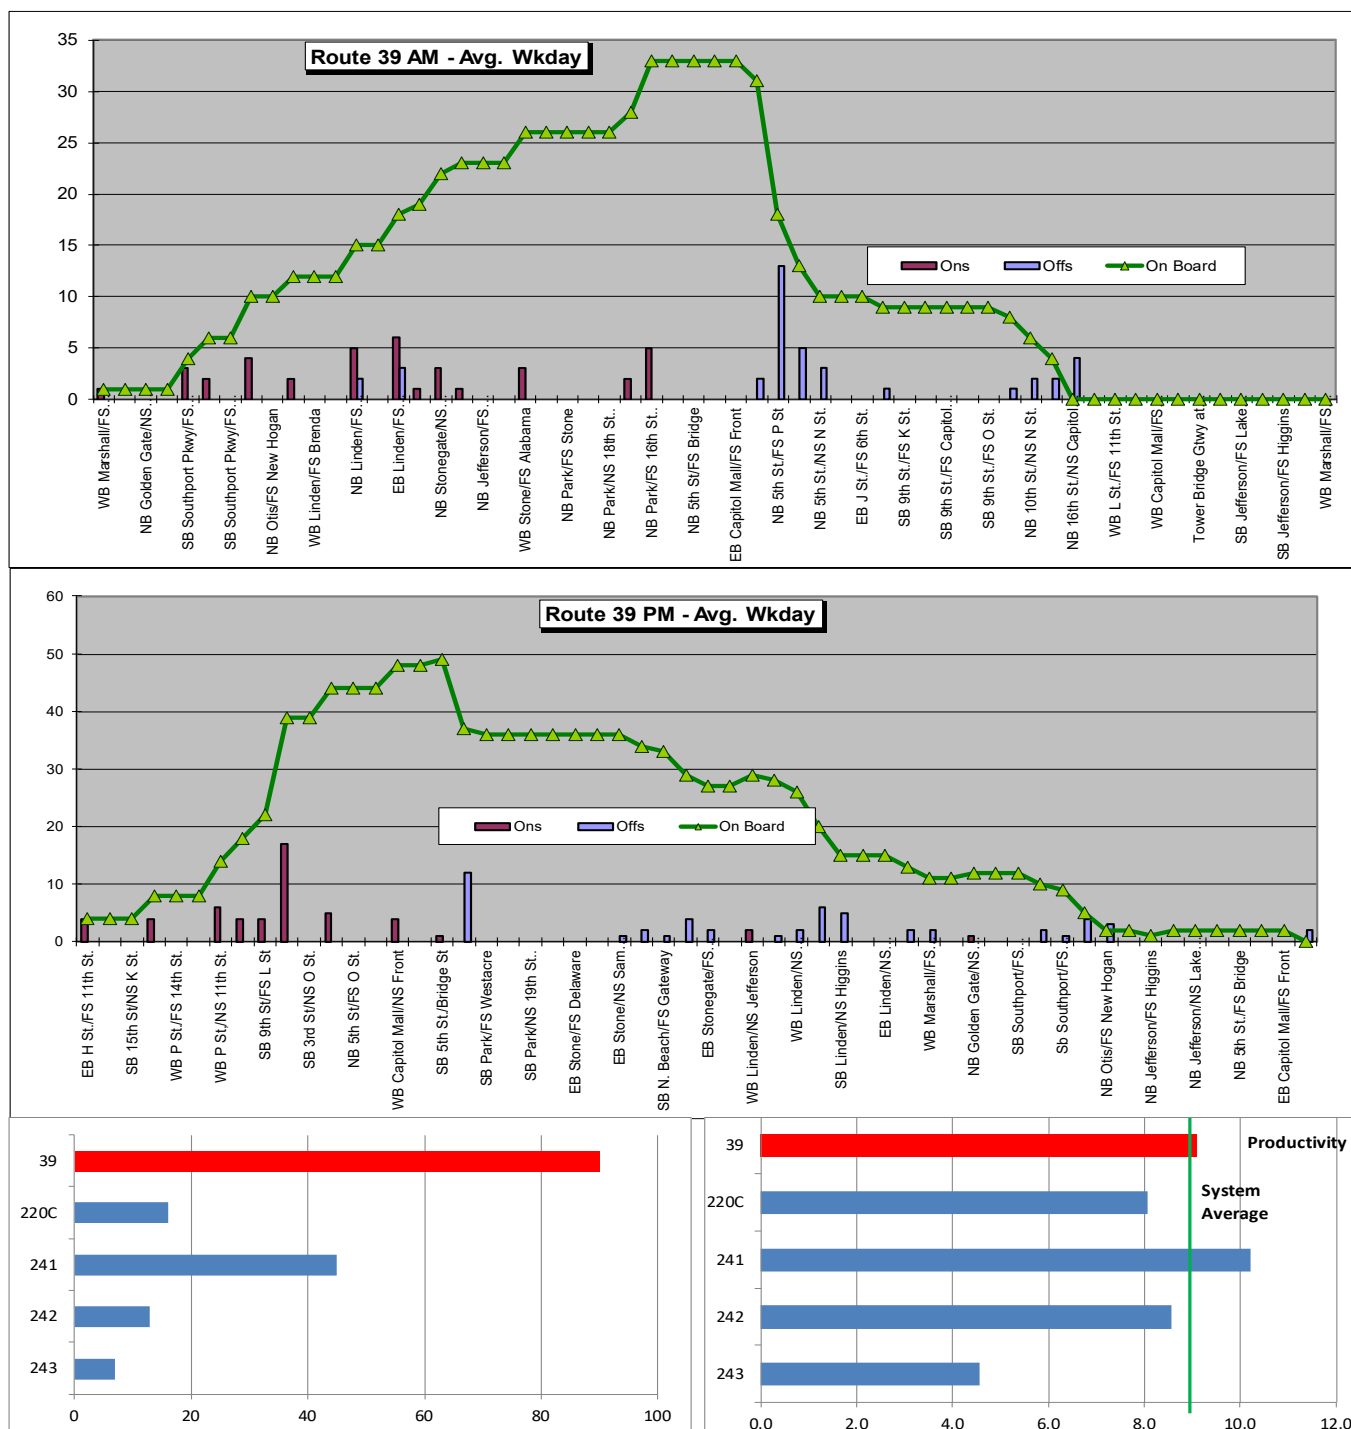 Route 39 AM - Avg. Wkday
35
30
25
20
15
10
5
0
Ons Offs On Board
WB Marshall/FS...
NB Golden Gate/NS...
SB Southport Pkwy/FS...
SB Southport Pkwy/FS...
NB Otis/FS New Hogan
WB Linden/FS Brenda
NB Linden/FS...
EB Linden/FS...
NB Stonegate/NS...
NB Jefferson/FS...
WB Stone/FS Alabama
NB Park/FS Stone
NB Park/NS 18th St..
NB Park/FS 16th St..
NB 5th St/FS Bridge
EB Capitol Mall/FS Front
NB 5th St/FS P St
NB 5th St./NS N St.
EB J St./FS 6th St.
SB 9th St./FS K St.
SB 9th St./FS Capitol...
SB 9th St./FS O St.
NB 10th St./NS N St.
NB 16th St./NS Capitol
WB L St./FS 11th St.
WB Capitol Mall/FS
Tower Bridge Gtwy at
SB Jefferson/FS Lake
SB Jefferson/FS Higgins
WB Marshall/FS
Route 39 PM - Avg. Wkday
60
50
40
30
20
10
0
Ons Offs On Board
EB H St./FS 11th St.
SB 15th St/NS K St.
WB P St./FS 14th St.
WB P St./NS 11th St.
SB 9th St/FS L St
SB 3rd St/NS O St.
NB 5th St/FS O St.
WB Capitol Mall/NS Front
SB 5th St./Bridge St
SB Park/FS Westacre
SB Park/NS 19th St..
EB Stone/FS Delaware
EB Stone/NS Sam..
SB N. Beach/FS Gateway
EB Stonegate/FS..
WB Linden/NS Jefferson
WB Linden/NS..
SB Linden/NS Higgins
EB Linden/NS..
WB Marshall/FS..
NB Golden Gate/NS..
SB Southport/FS..
Sb Southport/FS..
NB Otis/FS New Hogan
NB Jefferson/FS Higgins
NB Jefferson/NS Lake..
NB 5th St./FS Bridge
EB Capitol Mall/FS Front
39
220C
241
242
243
0 20 40 60 80 100
39 Productivity
220C System
Average
241
242
243
0.0 2.0 4.0 6.0 8.0 10.0 12.0